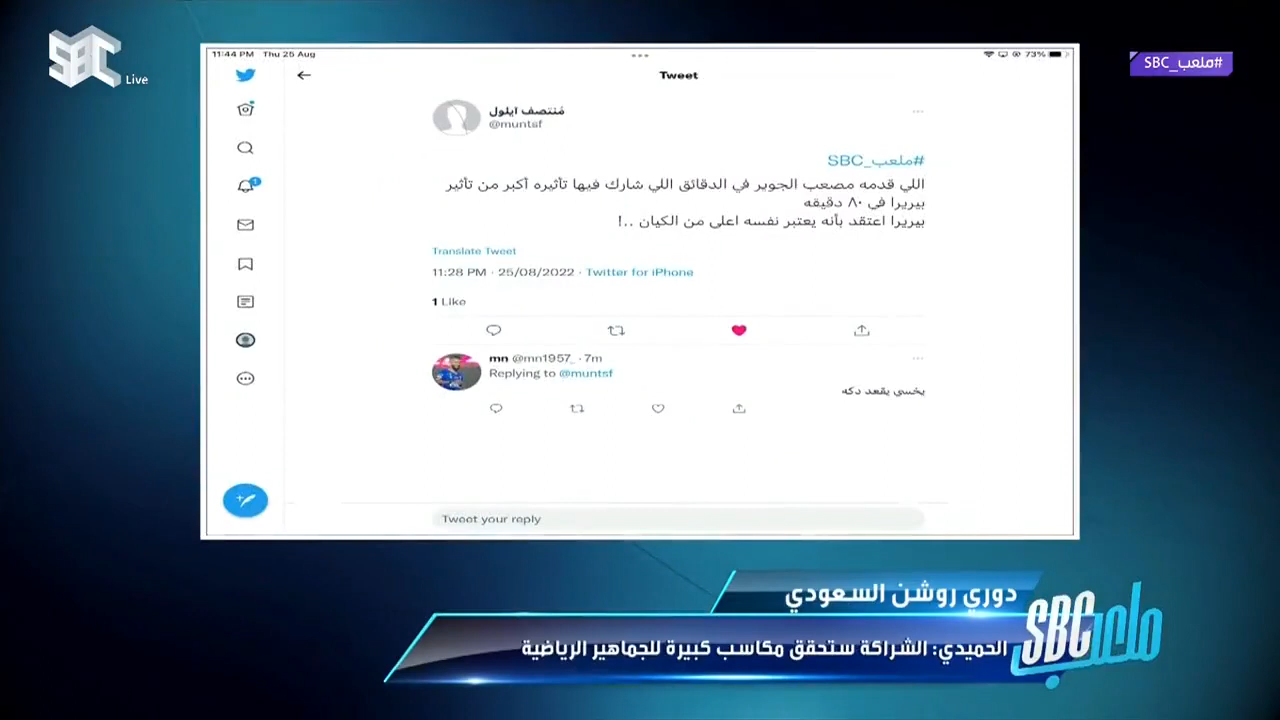 SBC
Live
#ملعب_SBC
11:44 PM Thu 25 Aug
73%
Tweet
مُنتصف آيلول
@muntsf
#ملعب_SBC
اللي قدمه مصعب الجوير في الدقائق اللي شارك فيها تأثيره أكبر من تأثير
بيريرا في ٨٠ دقيقه
بيريرا اعتقد بأنه يعتبر نفسه اعلى من الكيان ..!
Translate Tweet
11:28 PM · 25/08/2022 · Twitter for iPhone
1 Like
mn @mn1957_ · 7m
Replying to @muntsf
يخسي يقعد دكه
Tweet your reply
دوري روشن السعودي
الحميدي: الشراكة ستحقق مكاسب كبيرة للجماهير الرياضية
ملعب SBC